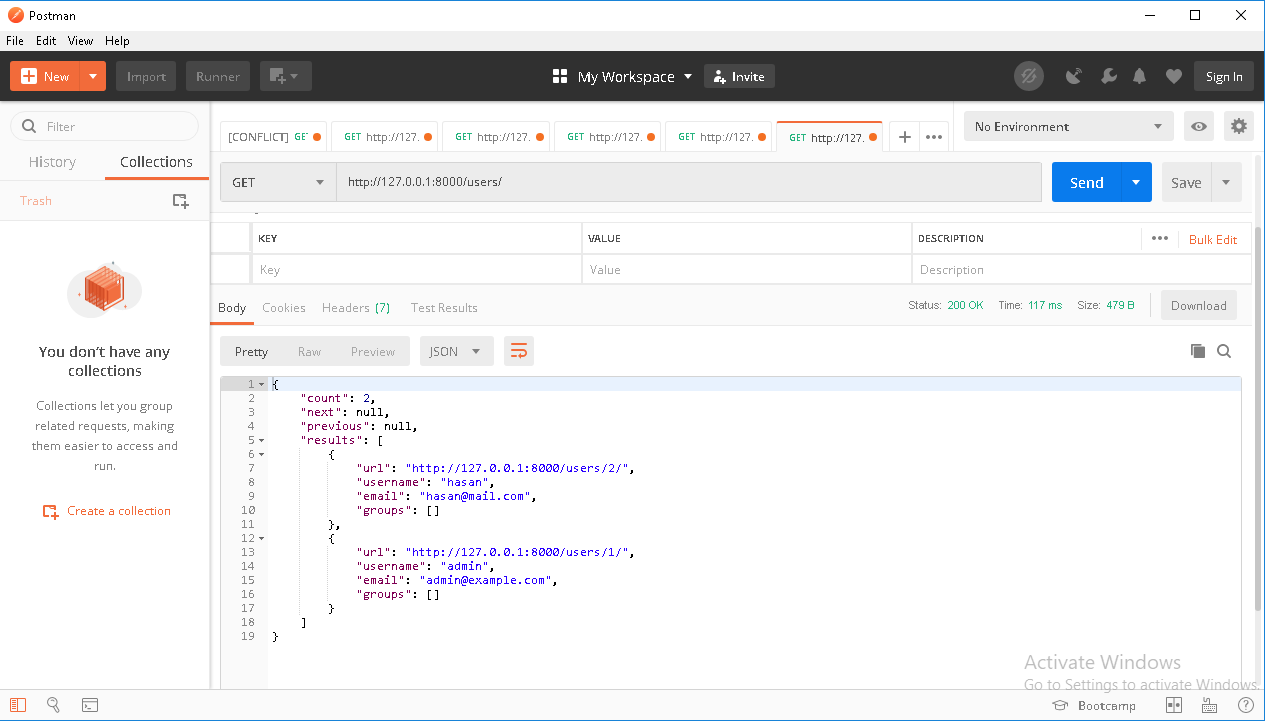 Postman
File Edit View Help
New Import Runner My Workspace Invite Sign In
Filter
History Collections
Trash
You don't have any
collections
Collections let you group
related requests, making
them easier to access and
run.
Create a collection
[CONFLICT] GE GET http://127. GET http://127. GET http://127. GET http://127. GET http://127. + •••
No Environment
GET http://127.0.0.1:8000/users/ Send Save
KEY VALUE DESCRIPTION ••• Bulk Edit
Key Value Description
Body Cookies Headers (7) Test Results Status: 200 OK Time: 117 ms Size: 479 B Download
Pretty Raw Preview JSON
1 {
2 "count": 2,
3 "next": null,
4 "previous": null,
5 "results": [
6 {
7 "url": "http://127.0.0.1:8000/users/2/",
8 "username": "hasan",
9 "email": "hasan@mail.com",
10 "groups": []
11 },
12 {
13 "url": "http://127.0.0.1:8000/users/1/",
14 "username": "admin",
15 "email": "admin@example.com",
16 "groups": []
17 }
18 ]
19 }
Activate Windows
Go to Settings to activate Windows.
Bootcamp